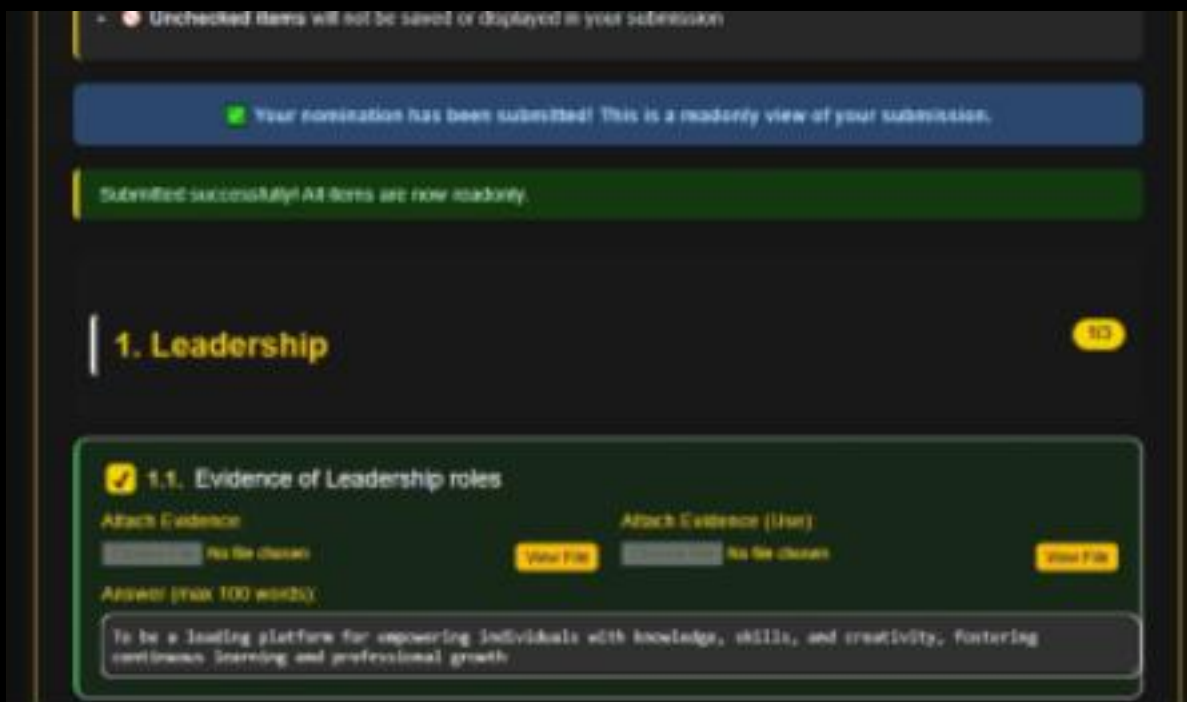 Unchecked items will not be saved or displayed in your submission
✅ Your nomination has been submitted! This is a readonly view of your submission.
Submitted successfully! All items are now readonly.
1. Leadership
1/3
1.1. Evidence of Leadership roles
Attach Evidence
Attach Evidence (User)
No file chosen
View File
No file chosen
View File
Answer (max 100 words):
To be a leading platform for empowering individuals with knowledge, skills, and creativity, fostering
continuous learning and professional growth